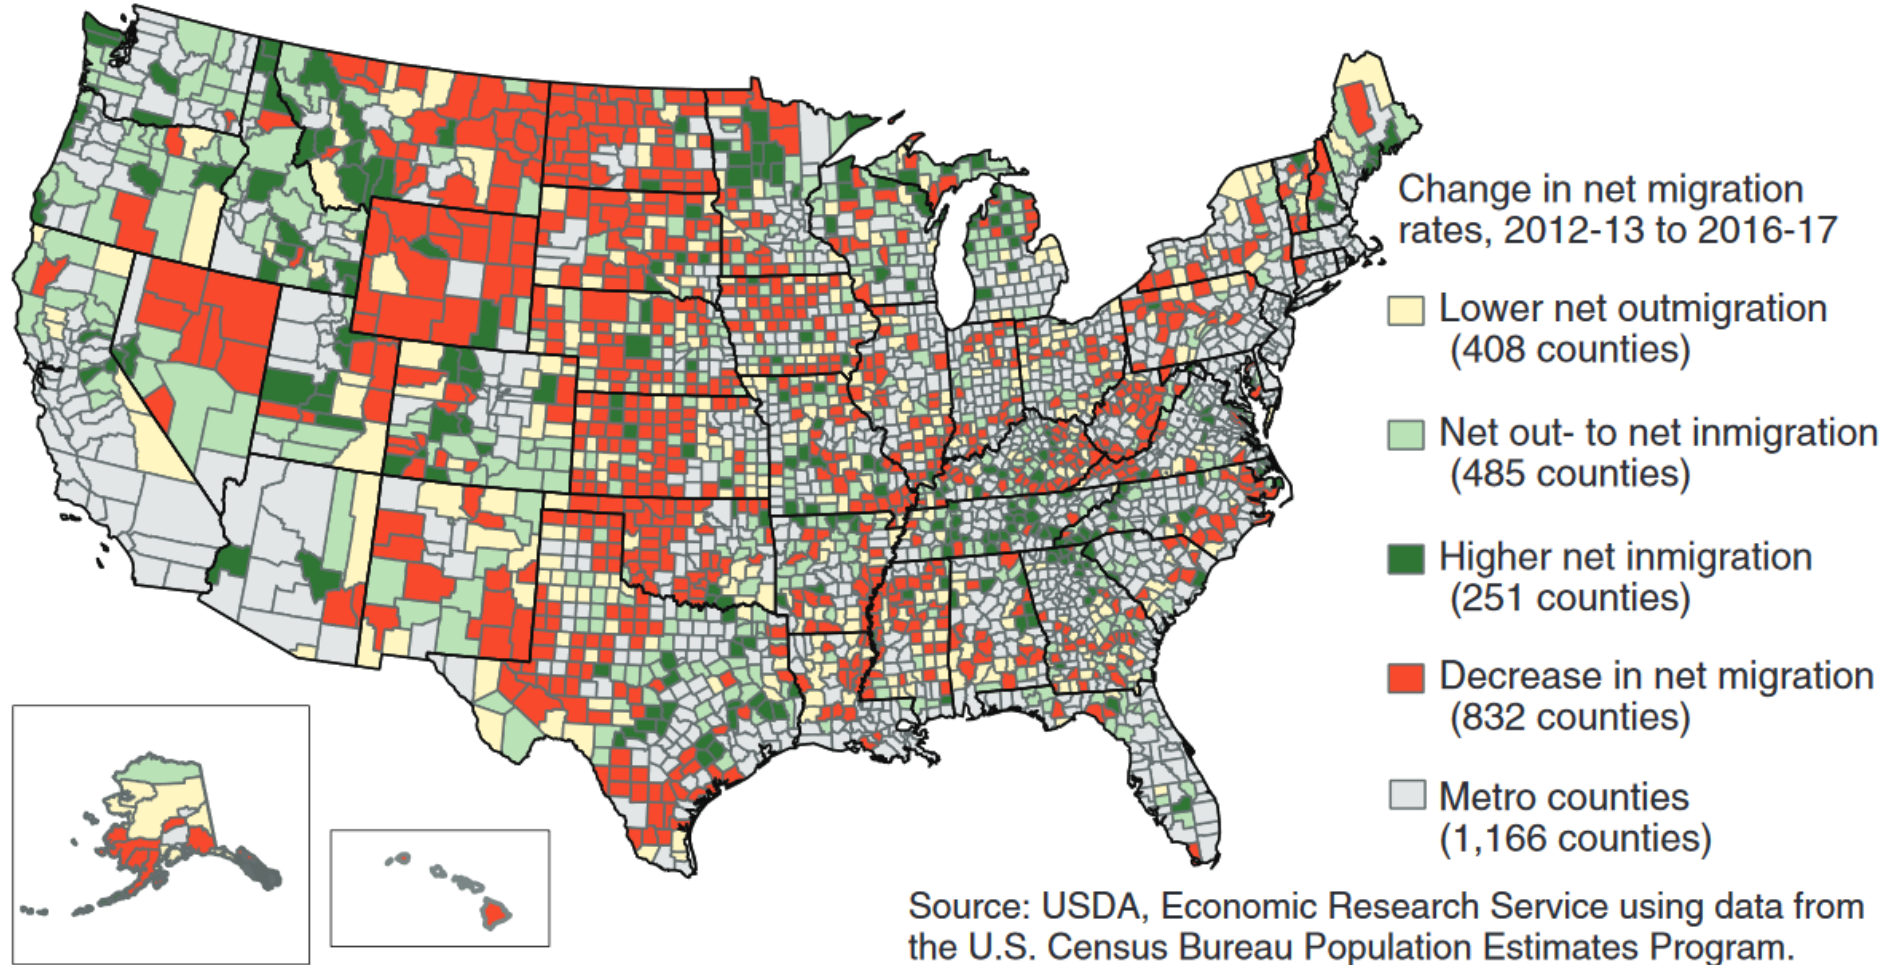 Change in net migration
rates, 2012-13 to 2016-17
Lower net outmigration
(408 counties)
Net out- to net inmigration
(485 counties)
Higher net inmigration
(251 counties)
Decrease in net migration
(832 counties)
Metro counties
(1,166 counties)
Source: USDA, Economic Research Service using data from
the U.S. Census Bureau Population Estimates Program.